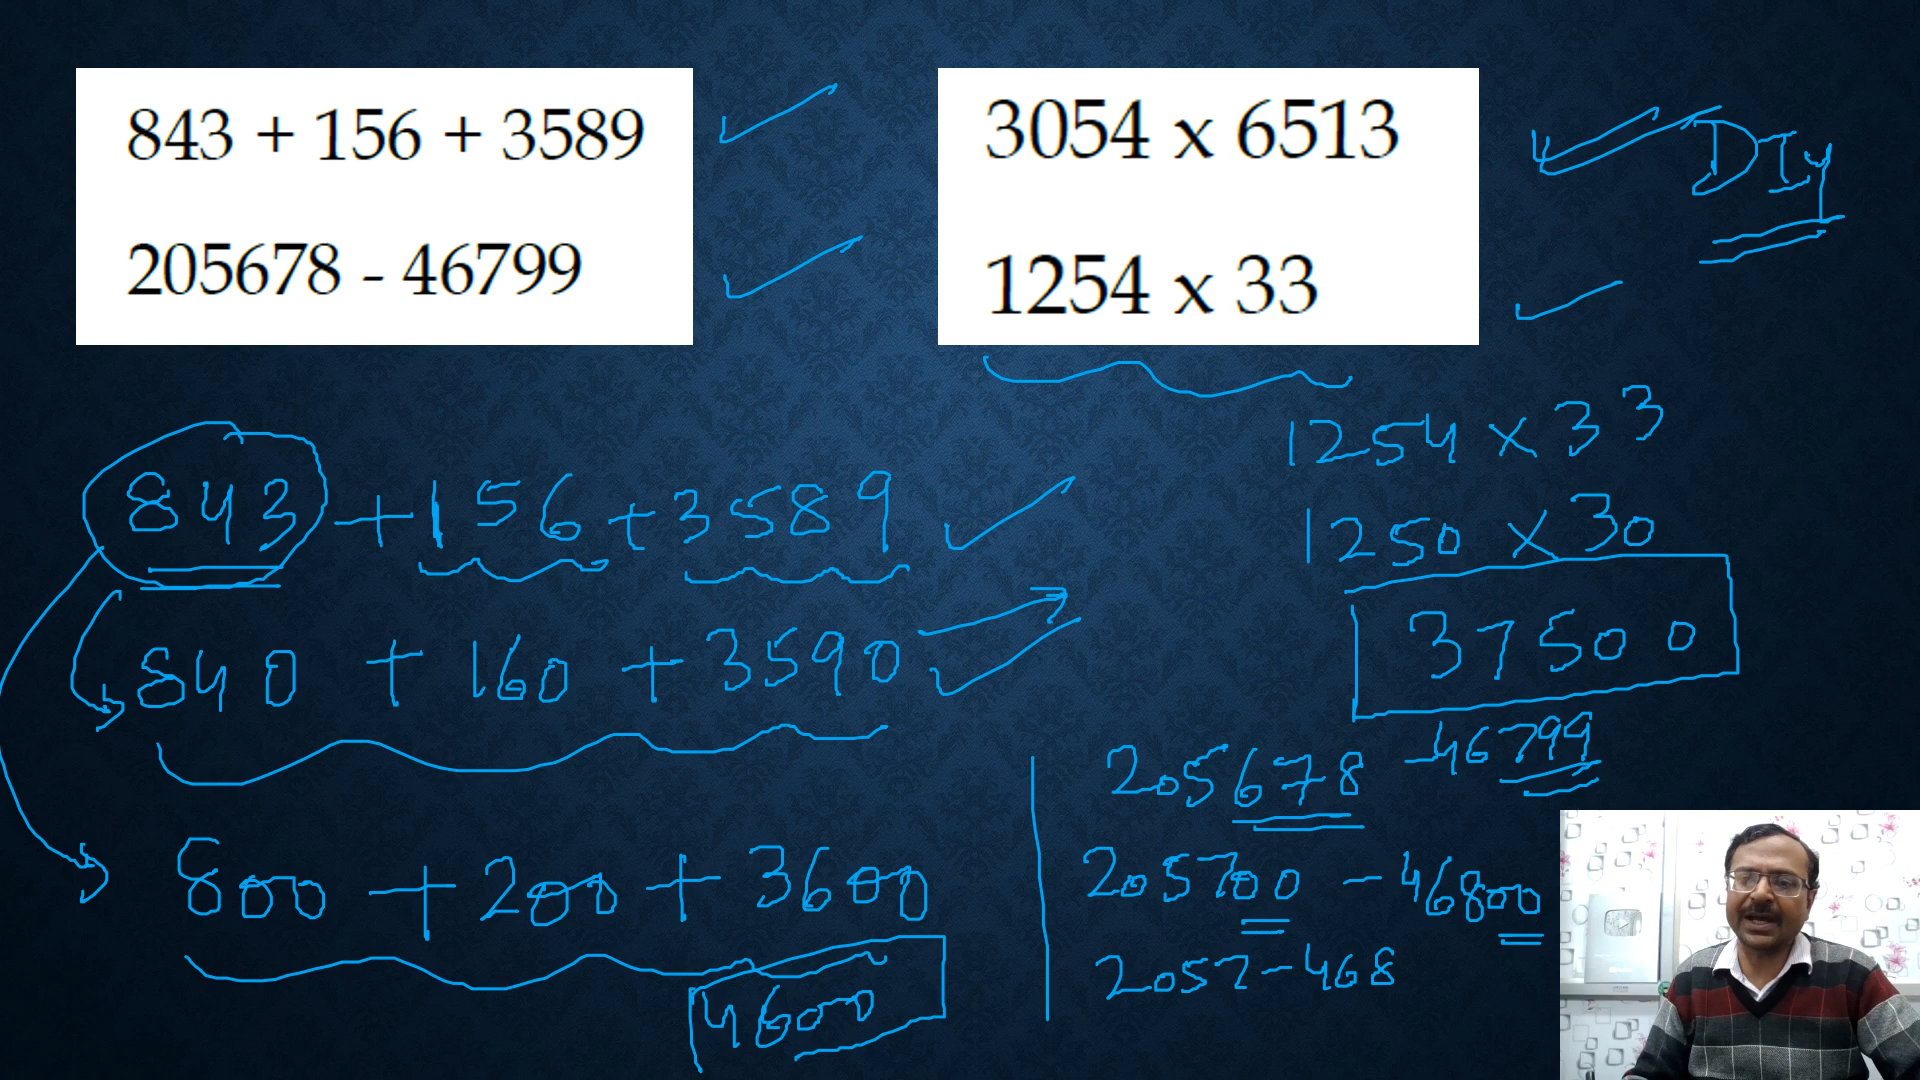 843 + 156 + 3589
205678 - 46799
3054 x 6513
1254 x 33
DIy
843 + 156 + 3589
840 + 160 + 3590
800 + 200 + 3600
4600
1254 x 33
1250 x 30
37500
205678 - 46799
205700 - 46800
2057 - 468